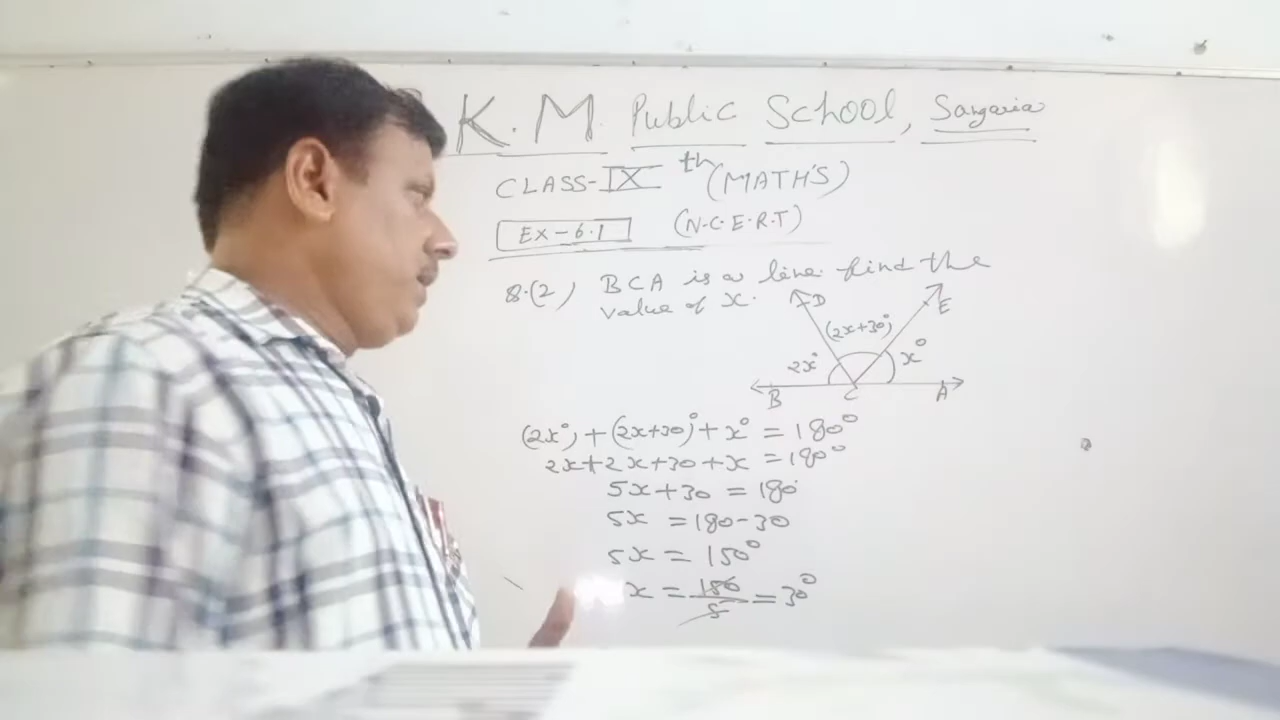 K.M. Public School, Sangaria
CLASS-IX th (MATH'S)
EX-6.1 (N.C.E.R.T)
8.(2) BCA is a line. find the
value of x.
D
E
(2x+30)°
2x°
x°
B
C
A
(2x°) + (2x+30)° + x° = 180°
2x+2x+30+x = 180°
5x+30 = 180
5x = 180-30
5x = 150°
x = 150/5 = 30°